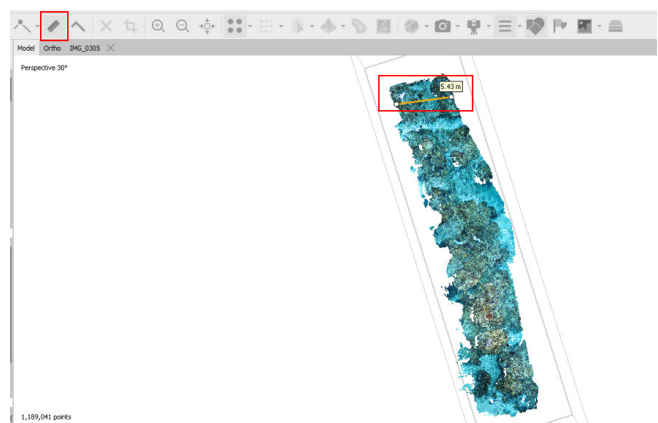 Model Ortho IMG_0305
Perspective 30°
5.43 m
1,189,041 points